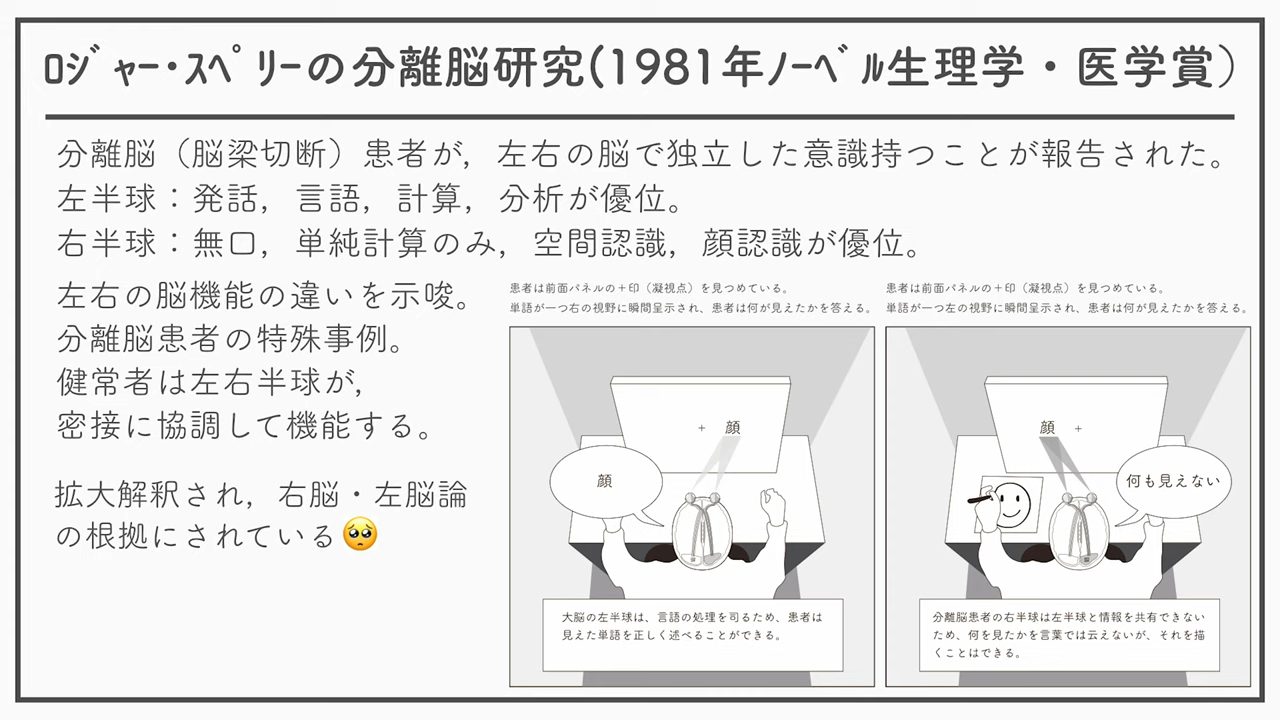 ﾛｼﾞｬｰ・ｽﾍﾟﾘｰの分離脳研究(1981年ﾉｰﾍﾞﾙ生理学・医学賞)
分離脳（脳梁切断）患者が，左右の脳で独立した意識持つことが報告された。
左半球：発話，言語，計算，分析が優位。
右半球：無口，単純計算のみ，空間認識，顔認識が優位。
左右の脳機能の違いを示唆。
分離脳患者の特殊事例。
健常者は左右半球が，
密接に協調して機能する。
拡大解釈され，右脳・左脳論
の根拠にされている🥺
患者は前面パネルの＋印（凝視点）を見つめている。
単語が一つ右の視野に瞬間呈示され、患者は何が見えたかを答える。
+ 顔
顔
大脳の左半球は、言語の処理を司るため、患者は
見えた単語を正しく述べることができる。
患者は前面パネルの＋印（凝視点）を見つめている。
単語が一つ左の視野に瞬間呈示され、患者は何が見えたかを答える。
顔 +
何も見えない
分離脳患者の右半球は左半球と情報を共有できない
ため、何を見たかを言葉では云えないが、それを描
くことはできる。